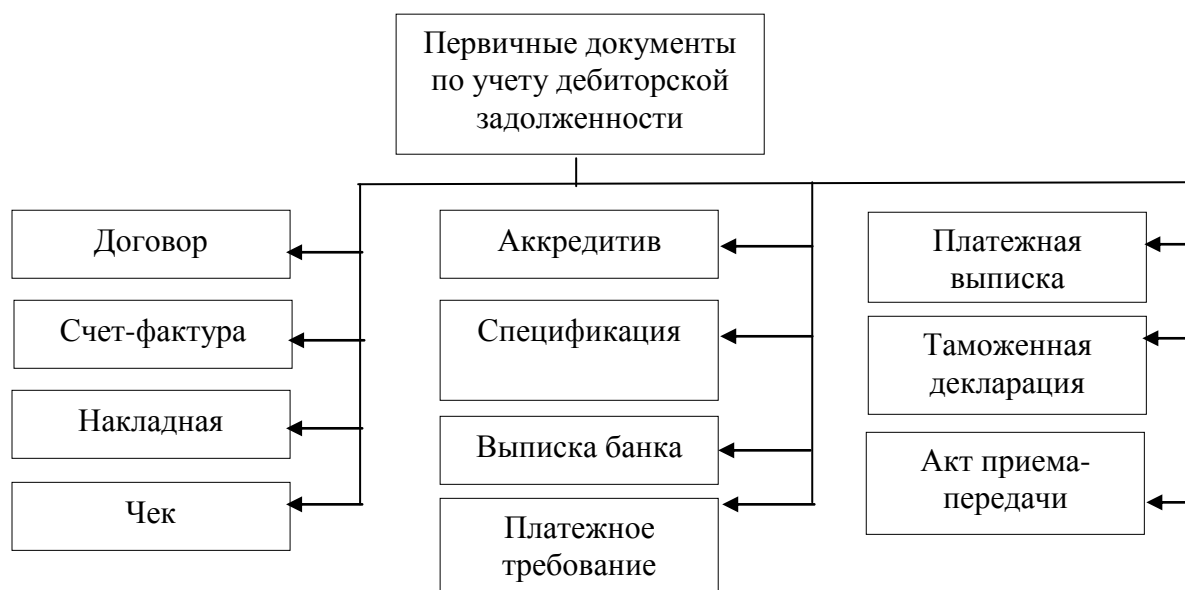 Первичные документы
по учету дебиторской
задолженности
Договор
Счет-фактура
Накладная
Чек
Аккредитив
Спецификация
Выписка банка
Платежное
требование
Платежная
выписка
Таможенная
декларация
Акт приема-
передачи